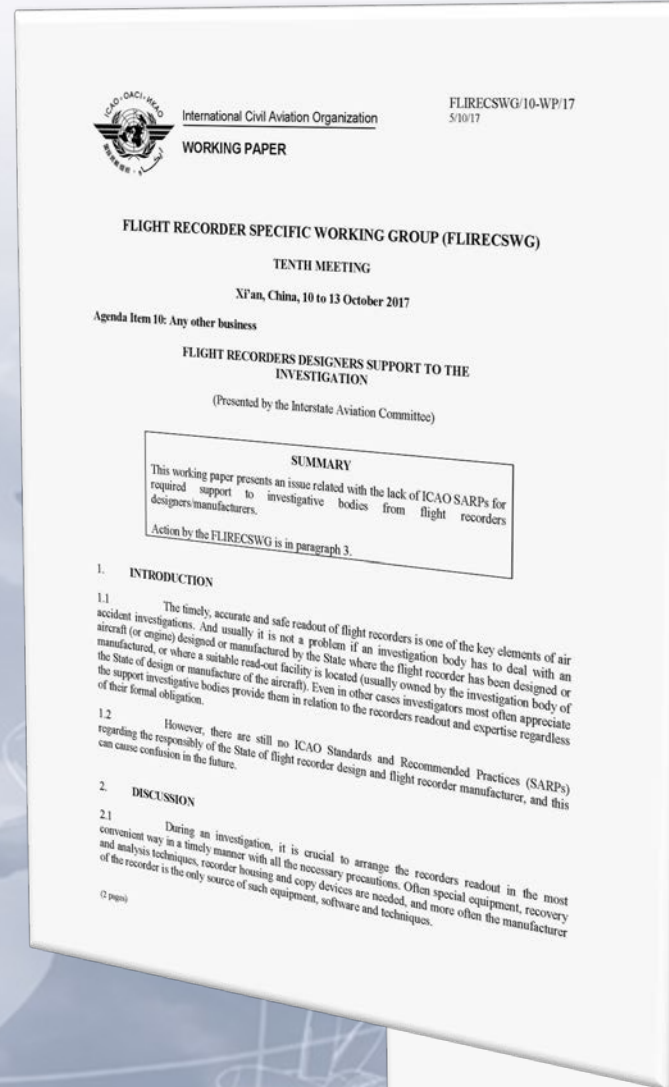 ICAO · OACI · ИКАО
International Civil Aviation Organization
WORKING PAPER
FLIRECSWG/10-WP/17
5/10/17
FLIGHT RECORDER SPECIFIC WORKING GROUP (FLIRECSWG)
TENTH MEETING
Xi'an, China, 10 to 13 October 2017
Agenda Item 10: Any other business
FLIGHT RECORDERS DESIGNERS SUPPORT TO THE
INVESTIGATION
(Presented by the Interstate Aviation Committee)
SUMMARY
This working paper presents an issue related with the lack of ICAO SARPs for
required support to investigative bodies from flight recorders
designers/manufacturers.
Action by the FLIRECSWG is in paragraph 3.
1. INTRODUCTION
1.1 The timely, accurate and safe readout of flight recorders is one of the key elements of air
accident investigations. And usually it is not a problem if an investigation body has to deal with an
aircraft (or engine) designed or manufactured by the State where the flight recorder has been designed or
manufactured, or where a suitable read-out facility is located (usually owned by the investigation body of
the State of design or manufacture of the aircraft). Even in other cases investigators most often appreciate
the support investigative bodies provide them in relation to the recorders readout and expertise regardless
of their formal obligation.
1.2 However, there are still no ICAO Standards and Recommended Practices (SARPs)
regarding the responsibly of the State of flight recorder design and flight recorder manufacturer, and this
can cause confusion in the future.
2. DISCUSSION
2.1 During an investigation, it is crucial to arrange the recorders readout in the most
convenient way in a timely manner with all the necessary precautions. Often special equipment, recovery
and analysis techniques, recorder housing and copy devices are needed, and more often the manufacturer
of the recorder is the only source of such equipment, software and techniques.
(2 pages)